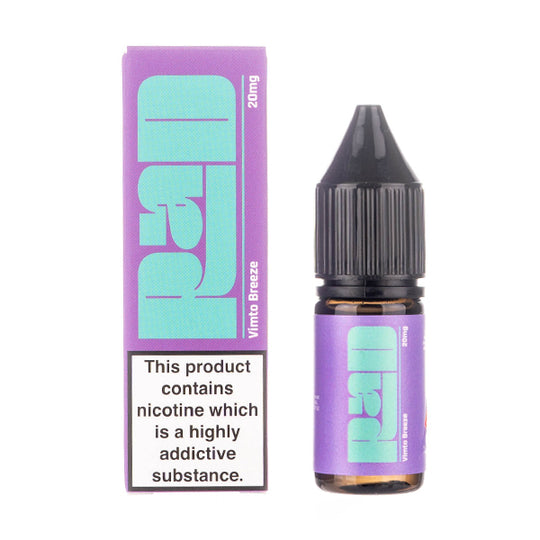 RAD
Vimto Breeze
20mg
This product
contains
nicotine which
is a highly
addictive
substance.
RAD
Vimto Breeze
20mg